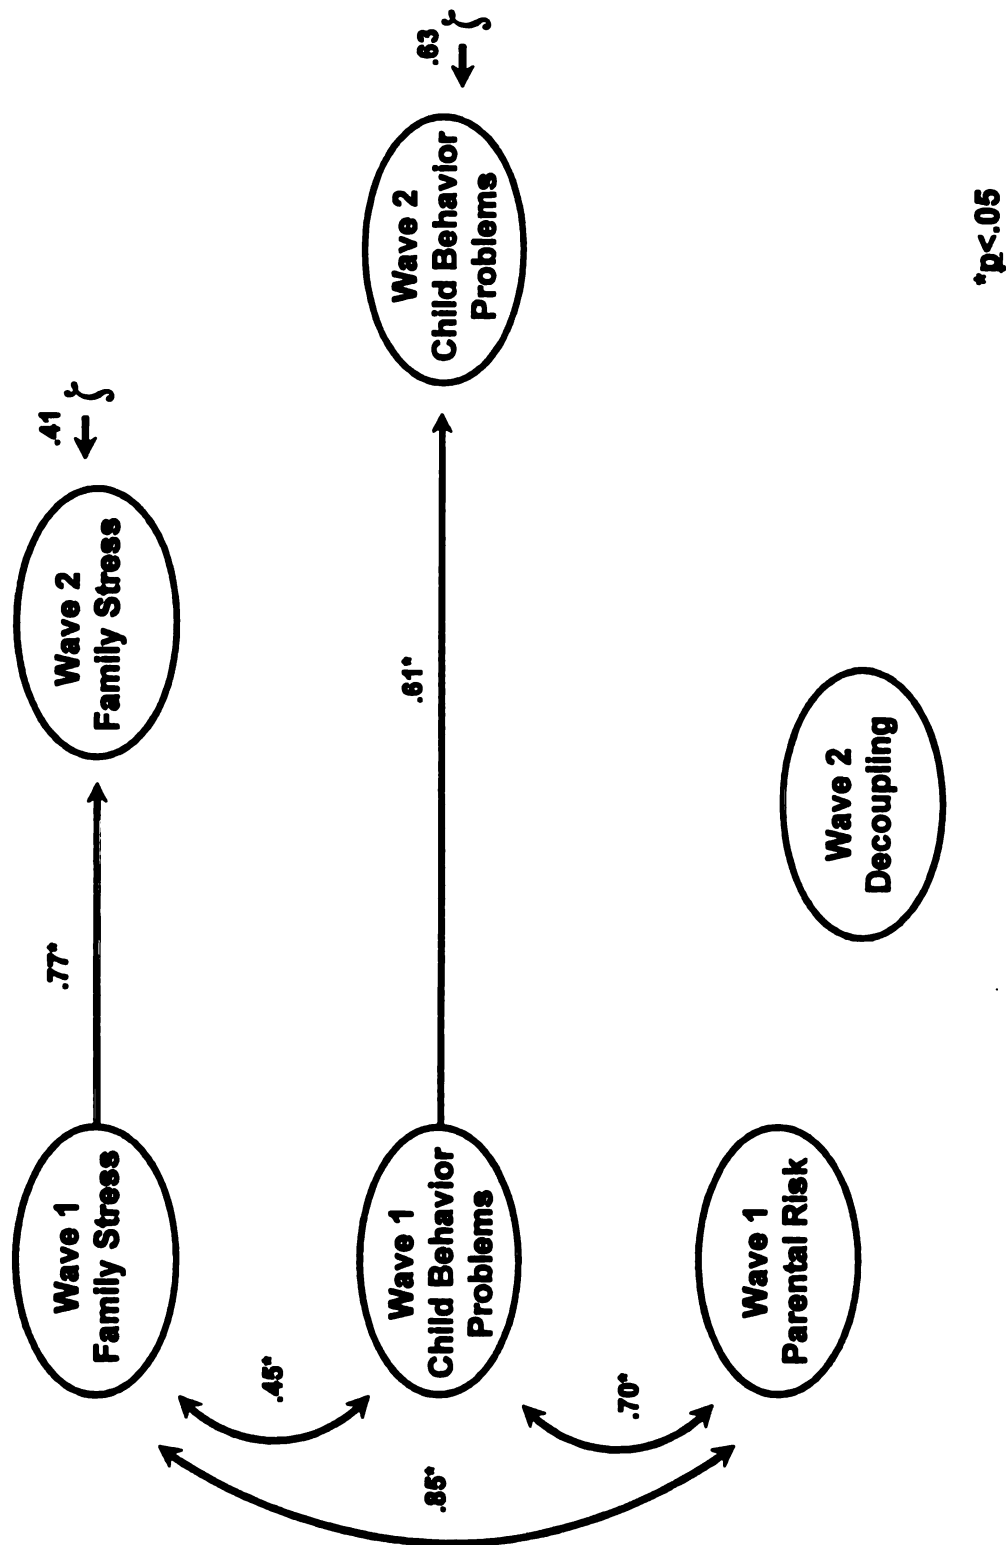 Wave 1
Family Stress
.77*
Wave 2
Family Stress
.41
ζ
.45*
.85*
Wave 1
Child Behavior
Problems
.61*
Wave 2
Child Behavior
Problems
.63
ζ
.70*
Wave 1
Parental Risk
Wave 2
Decoupling
*p<.05